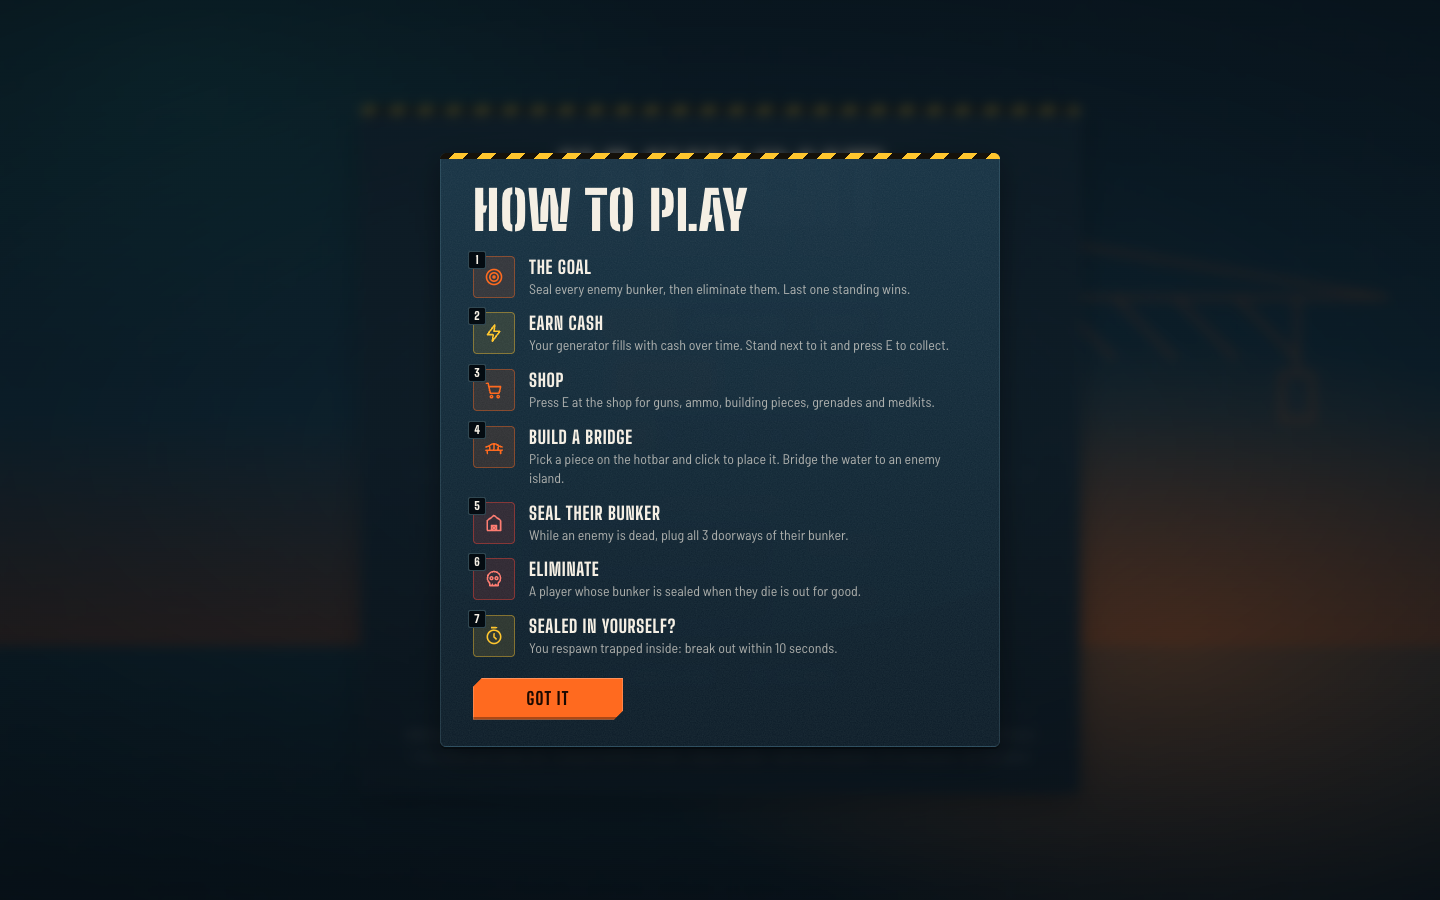 HOW TO PLAY
1
THE GOAL
Seal every enemy bunker, then eliminate them. Last one standing wins.
2
EARN CASH
Your generator fills with cash over time. Stand next to it and press E to collect.
3
SHOP
Press E at the shop for guns, ammo, building pieces, grenades and medkits.
4
BUILD A BRIDGE
Pick a piece on the hotbar and click to place it. Bridge the water to an enemy
island.
5
SEAL THEIR BUNKER
While an enemy is dead, plug all 3 doorways of their bunker.
6
ELIMINATE
A player whose bunker is sealed when they die is out for good.
7
SEALED IN YOURSELF?
You respawn trapped inside: break out within 10 seconds.
GOT IT